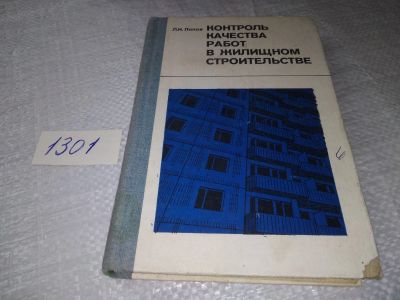 Л.Н. Попов
КОНТРОЛЬ
КАЧЕСТВА
РАБОТ
В ЖИЛИЩНОМ
СТРОИТЕЛЬСТВЕ
1301